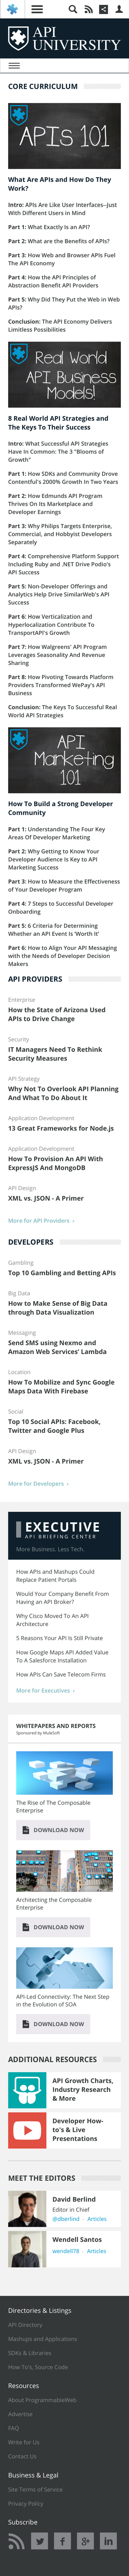 API
UNIVERSITY
CORE CURRICULUM
APIs 101
What Are APIs and How Do They
Work?
Intro: APIs Are Like User Interfaces--Just
With Different Users in Mind
Part 1: What Exactly IS an API?
Part 2: What are the Benefits of APIs?
Part 3: How Web and Browser APIs Fuel
The API Economy
Part 4: How the API Principles of
Abstraction Benefit API Providers
Part 5: Why Did They Put the Web in Web
APIs?
Conclusion: The API Economy Delivers
Limitless Possibilities
Real World
API Business
Models!
8 Real World API Strategies and
The Keys To Their Success
Intro: What Successful API Strategies
Have In Common: The 3 "Blooms of
Growth"
Part 1: How SDKs and Community Drove
Contentful's 2000% Growth In Two Years
Part 2: How Edmunds API Program
Thrives On Its Marketplace and
Developer Earnings
Part 3: Why Philips Targets Enterprise,
Commercial, and Hobbyist Developers
Separately
Part 4: Comprehensive Platform Support
Including Ruby and .NET Drive Podio's
API Success
Part 5: Non-Developer Offerings and
Analytics Help Drive SimilarWeb's API
Success
Part 6: How Verticalization and
Hyperlocalization Contribute To
TransportAPI's Growth
Part 7: How Walgreens' API Program
Leverages Seasonality And Revenue
Sharing
Part 8: How Pivoting Towards Platform
Providers Transformed WePay's API
Business
Conclusion: The Keys To Successful Real
World API Strategies
API
Marketing
101
How To Build a Strong Developer
Community
Part 1: Understanding The Four Key
Areas Of Developer Marketing
Part 2: Why Getting to Know Your
Developer Audience Is Key to API
Marketing Success
Part 3: How to Measure the Effectiveness
of Your Developer Program
Part 4: 7 Steps to Successful Developer
Onboarding
Part 5: 6 Criteria for Determining
Whether an API Event Is 'Worth It'
Part 6: How to Align Your API Messaging
with the Needs of Developer Decision
Makers
API PROVIDERS
Enterprise
How the State of Arizona Used
APIs to Drive Change
Security
IT Managers Need To Rethink
Security Measures
API Strategy
Why Not To Overlook API Planning
And What To Do About It
Application Development
13 Great Frameworks for Node.js
Application Development
How To Provision An API With
ExpressJS And MongoDB
API Design
XML vs. JSON - A Primer
More for API Providers ›
DEVELOPERS
Gambling
Top 10 Gambling and Betting APIs
Big Data
How to Make Sense of Big Data
through Data Visualization
Messaging
Send SMS using Nexmo and
Amazon Web Services' Lambda
Location
How To Mobilize and Sync Google
Maps Data With Firebase
Social
Top 10 Social APIs: Facebook,
Twitter and Google Plus
API Design
XML vs. JSON - A Primer
More for Developers ›
EXECUTIVE
API BRIEFING CENTER
More Business. Less Tech.
How APIs and Mashups Could
Replace Patent Portals
Would Your Company Benefit From
Having an API Broker?
Why Cisco Moved To An API
Architecture
5 Reasons Your API Is Still Private
How Google Maps API Added Value
To A Salesforce Installation
How APIs Can Save Telecom Firms
More for Executives ›
WHITEPAPERS AND REPORTS
Sponsored by MuleSoft
The Rise of The Composable
Enterprise
DOWNLOAD NOW
Architecting the Composable
Enterprise
DOWNLOAD NOW
API-Led Connectivity: The Next Step
in the Evolution of SOA
DOWNLOAD NOW
ADDITIONAL RESOURCES
API Growth Charts,
Industry Research
& More
Developer How-
to's & Live
Presentations
MEET THE EDITORS
David Berlind
Editor in Chief
@dberlind · Articles
Wendell Santos
wendell78 · Articles
Directories & Listings
API Directory
Mashups and Applications
SDKs & Libraries
How To's, Source Code
Resources
About ProgrammableWeb
Advertise
FAQ
Write for Us
Contact Us
Business & Legal
Site Terms of Service
Privacy Policy
Subscribe